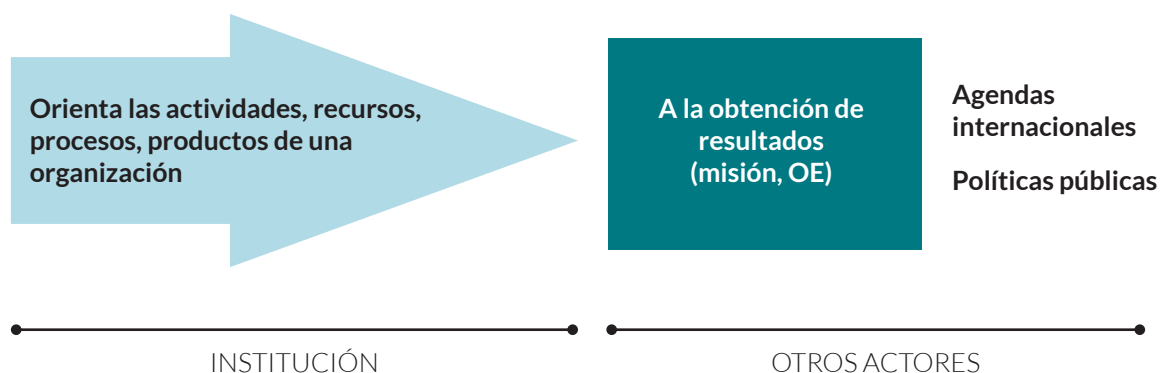 Orienta las actividades, recursos,
procesos, productos de una
organización
A la obtención de
resultados
(misión, OE)
Agendas
internacionales
Políticas públicas
INSTITUCIÓN
OTROS ACTORES